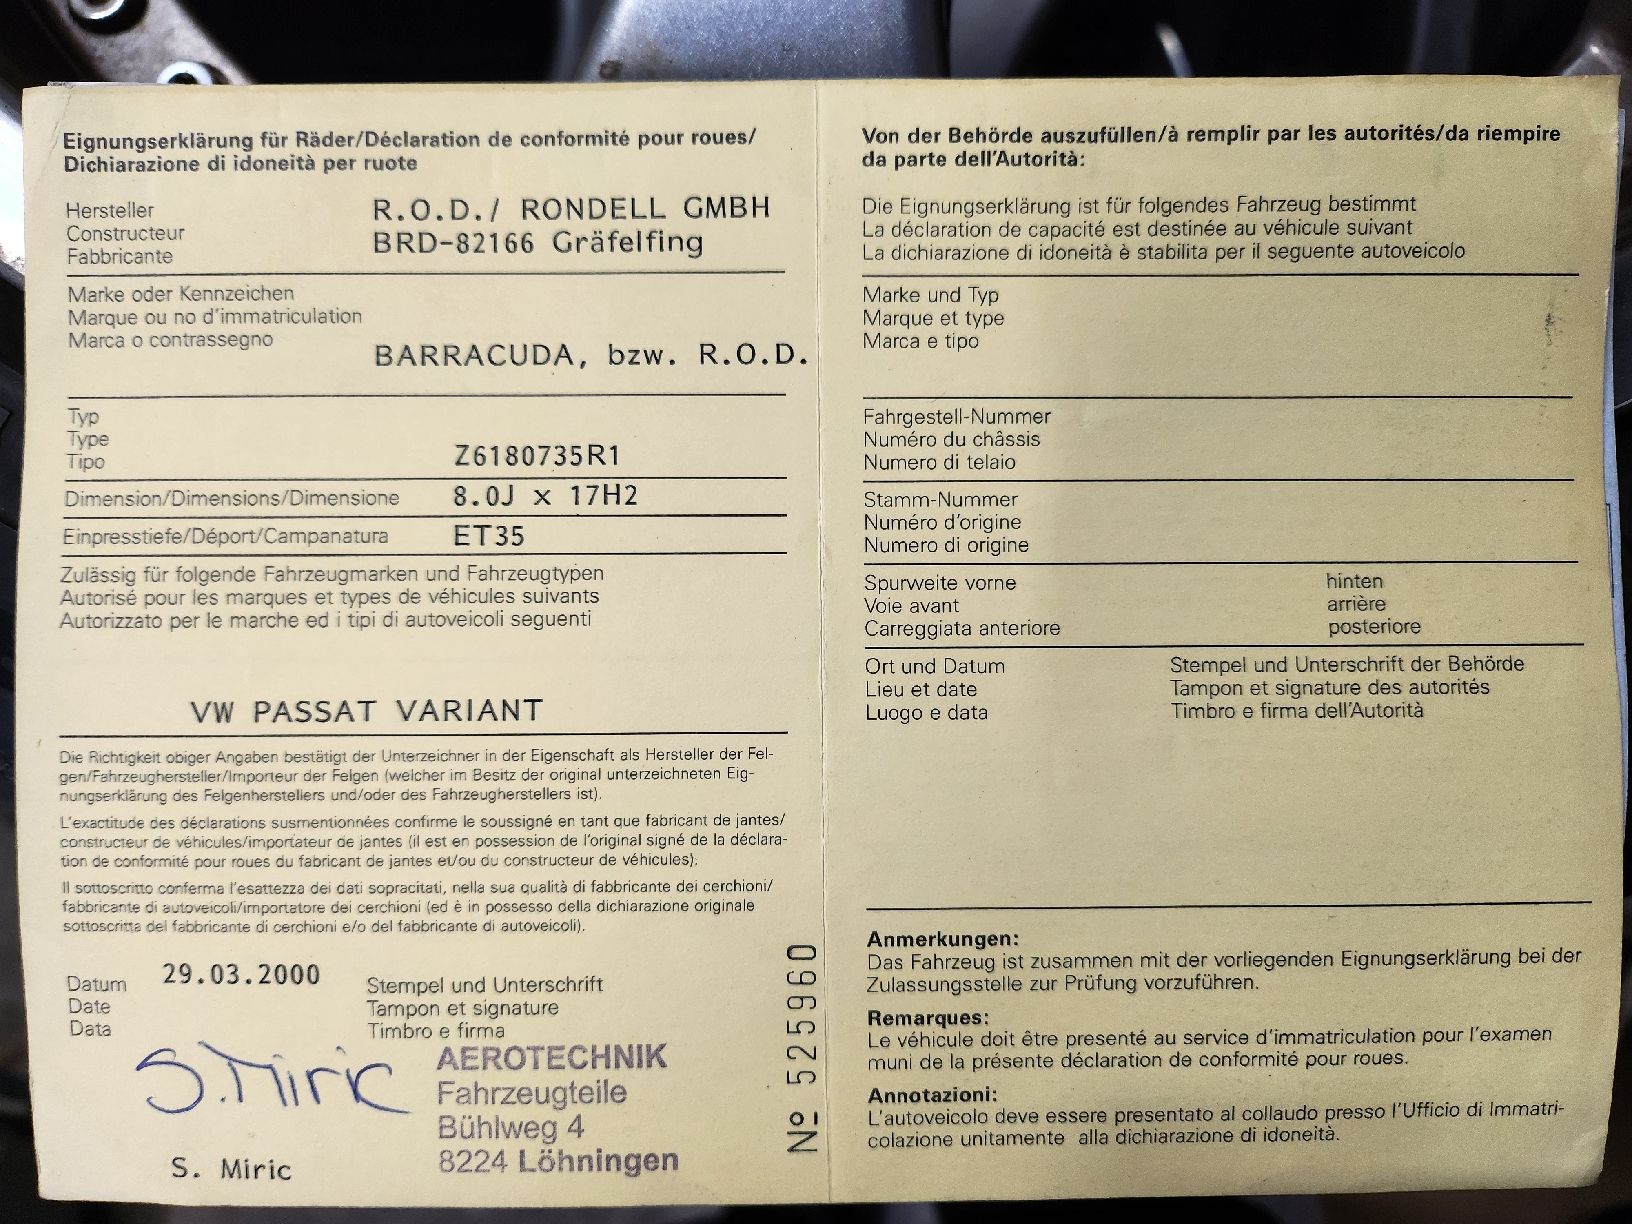 Eignungserklärung für Räder/Déclaration de conformité pour roues/
Dichiarazione di idoneità per ruote
Hersteller
Constructeur
Fabbricante
R.O.D./ RONDELL GMBH
BRD-82166 Gräfelfing
Marke oder Kennzeichen
Marque ou no d'immatriculation
Marca o contrassegno
BARRACUDA, bzw. R.O.D.
Typ
Type
Tipo
Z6180735R1
Dimension/Dimensions/Dimensione 8.0J x 17H2
Einpresstiefe/Déport/Campanatura ET35
Zulässig für folgende Fahrzeugmarken und Fahrzeugtypen
Autorisé pour les marques et types de véhicules suivants
Autorizzato per le marche ed i tipi di autoveicoli seguenti
VW PASSAT VARIANT
Die Richtigkeit obiger Angaben bestätigt der Unterzeichner in der Eigenschaft als Hersteller der Fel-
gen/Fahrzeughersteller/Importeur der Felgen (welcher im Besitz der original unterzeichneten Eig-
nungserklärung des Felgenherstellers und/oder des Fahrzeugherstellers ist).
L'exactitude des déclarations susmentionnées confirme le soussigné en tant que fabricant de jantes/
constructeur de véhicules/importateur de jantes (il est en possession de l'original signé de la déclara-
tion de conformité pour roues du fabricant de jantes et/ou du constructeur de véhicules);
Il sottoscritto conferma l'esattezza dei dati sopracitati, nella sua qualità di fabbricante dei cerchioni/
fabbricante di autoveicoli/importatore dei cerchioni (ed è in possesso della dichiarazione originale
sottoscritta del fabbricante di cerchioni e/o del fabbricante di autoveicoli).
Datum
Date
Data
29.03.2000
Stempel und Unterschrift
Tampon et signature
Timbro e firma
S. Miric
AEROTECHNIK
Fahrzeugteile
Bühlweg 4
8224 Löhningen
S. Miric
Nº 525960
Von der Behörde auszufüllen/à remplir par les autorités/da riempire
da parte dell'Autorità:
Die Eignungserklärung ist für folgendes Fahrzeug bestimmt
La déclaration de capacité est destinée au véhicule suivant
La dichiarazione di idoneità è stabilita per il seguente autoveicolo
Marke und Typ
Marque et type
Marca e tipo
Fahrgestell-Nummer
Numéro du châssis
Numero di telaio
Stamm-Nummer
Numéro d'origine
Numero di origine
Spurweite vorne hinten
Voie avant arrière
Carreggiata anteriore posteriore
Ort und Datum
Lieu et date
Luogo e data
Stempel und Unterschrift der Behörde
Tampon et signature des autorités
Timbro e firma dell'Autorità
Anmerkungen:
Das Fahrzeug ist zusammen mit der vorliegenden Eignungserklärung bei der
Zulassungsstelle zur Prüfung vorzuführen.
Remarques:
Le véhicule doit être presenté au service d'immatriculation pour l'examen
muni de la présente déclaration de conformité pour roues.
Annotazioni:
L'autoveicolo deve essere presentato al collaudo presso l'Ufficio di Immatri-
colazione unitamente alla dichiarazione di idoneità.